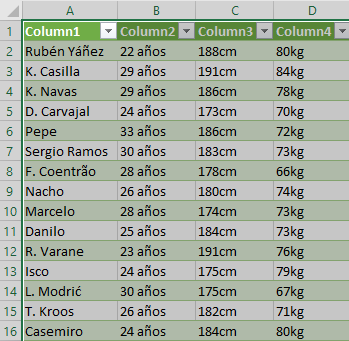 A B C D
1 Column1 Column2 Column3 Column4
2 Rubén Yáñez 22 años 188cm 80kg
3 K. Casilla 29 años 191cm 84kg
4 K. Navas 29 años 186cm 78kg
5 D. Carvajal 24 años 173cm 70kg
6 Pepe 33 años 186cm 72kg
7 Sergio Ramos 30 años 183cm 73kg
8 F. Coentrão 28 años 178cm 66kg
9 Nacho 26 años 180cm 74kg
10 Marcelo 28 años 174cm 73kg
11 Danilo 25 años 184cm 73kg
12 R. Varane 23 años 191cm 76kg
13 Isco 24 años 175cm 79kg
14 L. Modrić 30 años 175cm 67kg
15 T. Kroos 26 años 182cm 71kg
16 Casemiro 24 años 184cm 80kg